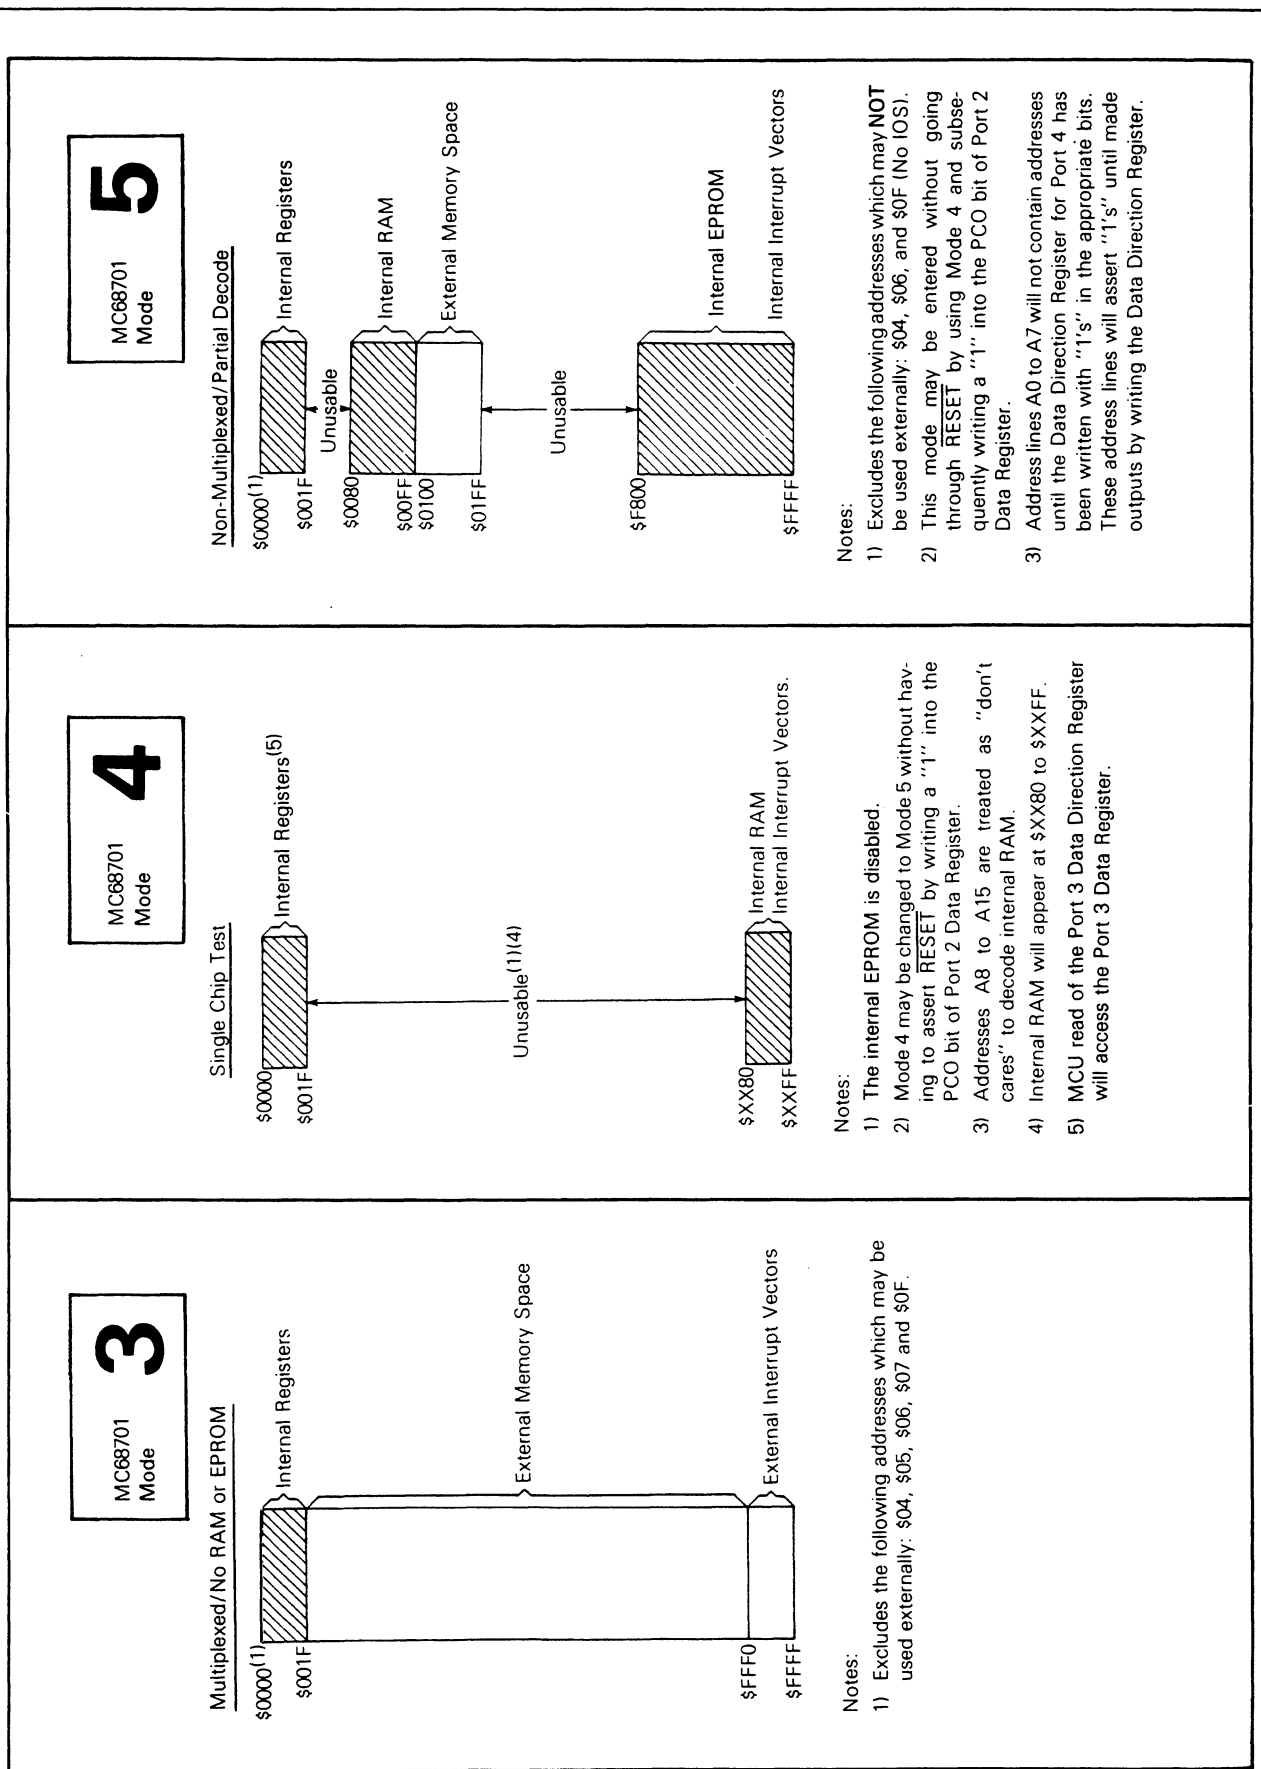 MC68701
Mode
3
Multiplexed/No RAM or EPROM
$0000(1)
$001F
Internal Registers
External Memory Space
$FFF0
$FFFF
External Interrupt Vectors
Notes:
1) Excludes the following addresses which may be
used externally: $04, $05, $06, $07 and $0F.
MC68701
Mode
4
Single Chip Test
$0000
$001F
Internal Registers(5)
Unusable(1)(4)
$XX80
$XXFF
Internal RAM
Internal Interrupt Vectors.
Notes:
1) The internal EPROM is disabled.
2) Mode 4 may be changed to Mode 5 without hav-
ing to assert RESET by writing a "1" into the
PCO bit of Port 2 Data Register.
3) Addresses A8 to A15 are treated as "don't
cares" to decode internal RAM.
4) Internal RAM will appear at $XX80 to $XXFF.
5) MCU read of the Port 3 Data Direction Register
will access the Port 3 Data Register.
MC68701
Mode
5
Non-Multiplexed/Partial Decode
$0000(1)
$001F
Internal Registers
Unusable
$0080
$00FF
Internal RAM
$0100
$01FF
External Memory Space
Unusable
$F800
$FFFF
Internal EPROM
Internal Interrupt Vectors
Notes:
1) Excludes the following addresses which may NOT
be used externally: $04, $06, and $0F (No IOS).
2) This mode may be entered without going
through RESET by using Mode 4 and subse-
quently writing a "1" into the PCO bit of Port 2
Data Register.
3) Address lines A0 to A7 will not contain addresses
until the Data Direction Register for Port 4 has
been written with "1's" in the appropriate bits.
These address lines will assert "1's" until made
outputs by writing the Data Direction Register.